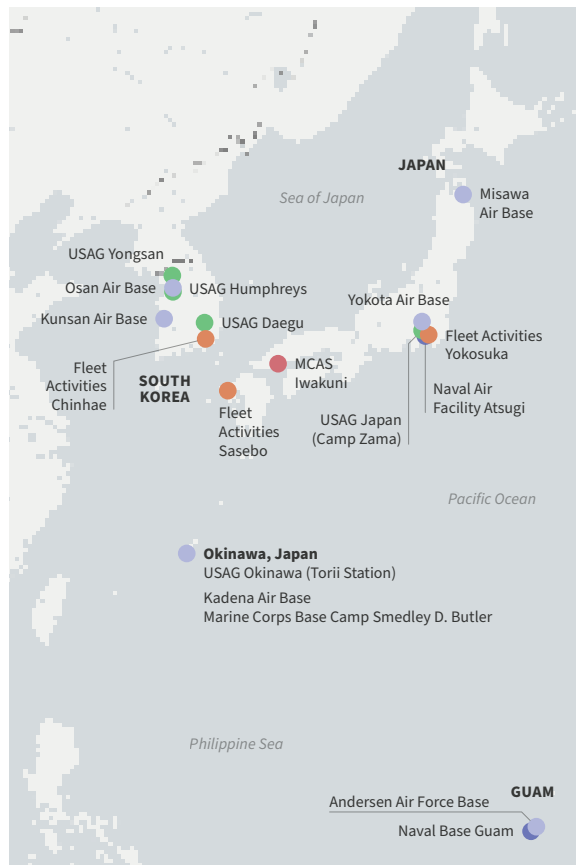 JAPAN
Sea of Japan
Misawa
Air Base
USAG Yongsan
Osan Air Base
USAG Humphreys
Kunsan Air Base
USAG Daegu
Yokota Air Base
Fleet Activities
Yokosuka
Fleet
Activities
Chinhae
SOUTH
KOREA
MCAS
Iwakuni
Naval Air
Facility Atsugi
Fleet
Activities
Sasebo
USAG Japan
(Camp Zama)
Pacific Ocean
Okinawa, Japan
USAG Okinawa (Torii Station)
Kadena Air Base
Marine Corps Base Camp Smedley D. Butler
Philippine Sea
GUAM
Andersen Air Force Base
Naval Base Guam